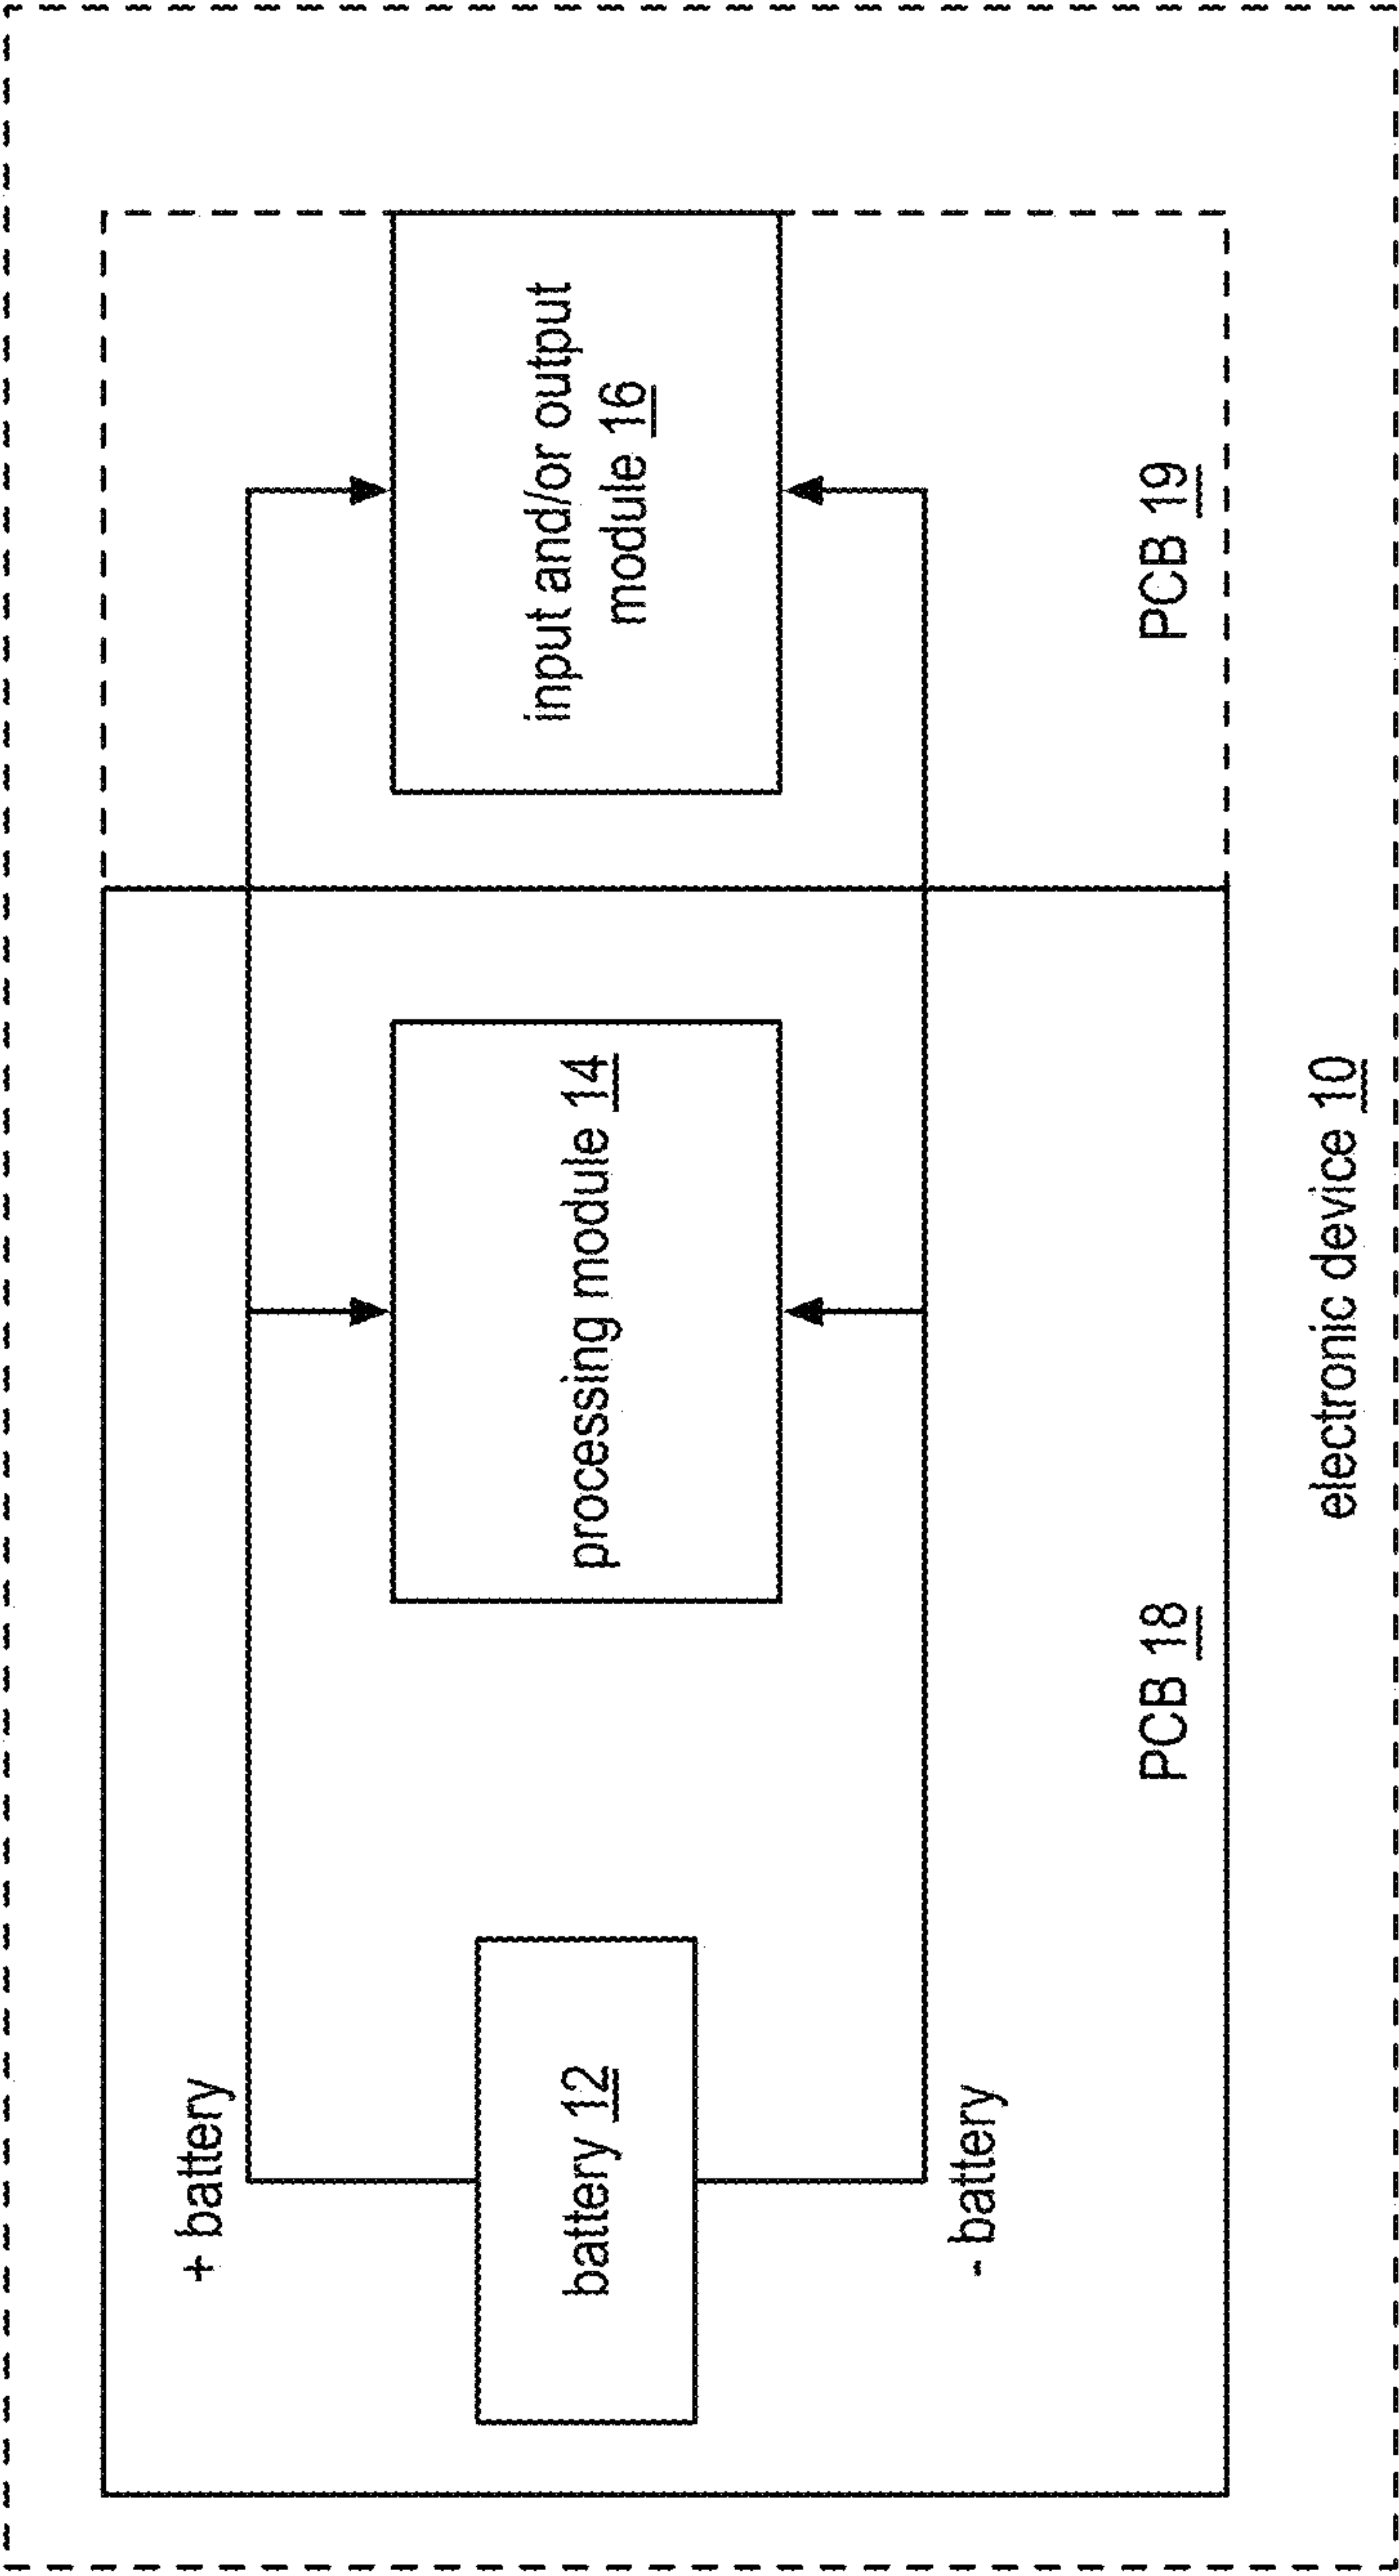 + battery
battery 12
processing module 14
input and/or output
module 16
- battery
PCB 18
PCB 19
electronic device 10